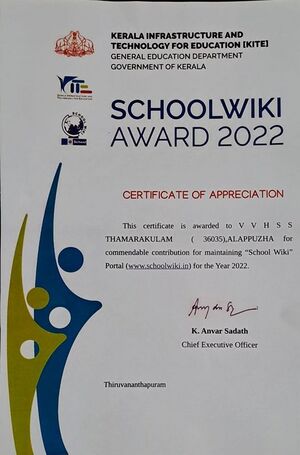 KERALA INFRASTRUCTURE AND
TECHNOLOGY FOR EDUCATION [KITE]
GENERAL EDUCATION DEPARTMENT
GOVERNMENT OF KERALA
SCHOOLWIKI
AWARD 2022
CERTIFICATE OF APPRECIATION
This certificate is awarded to V V H S S
THAMARAKULAM ( 36035),ALAPPUZHA for
commendable contribution for maintaining “School Wiki”
Portal (www.schoolwiki.in) for the Year 2022.
K. Anvar Sadath
Chief Executive Officer
Thiruvananthapuram